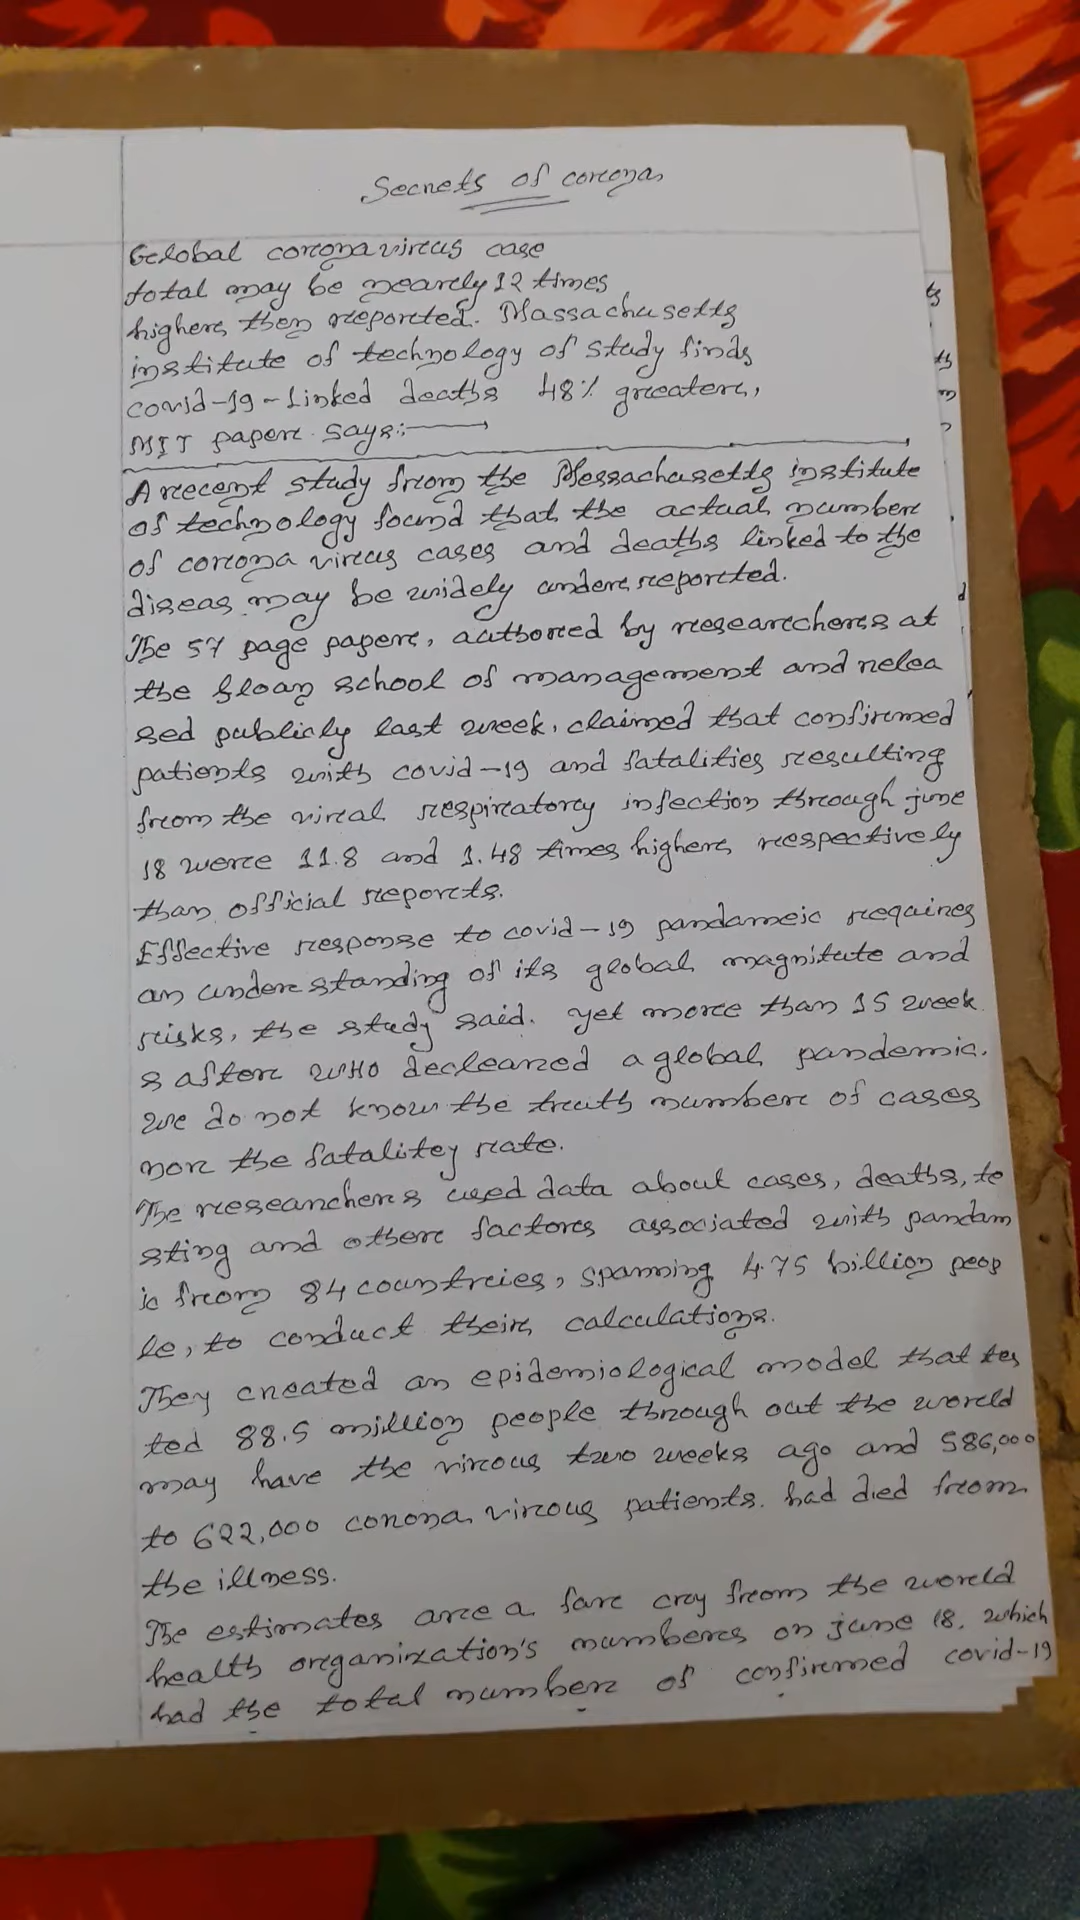 Secrets of corona
Gelobal coronavirus case
total may be nearly 12 times
higher then reported. Massachusetts
institute of technology of study finds
covid-19-Linked deaths 48% greater,
MIT paper says:-
A recent study from the Messachusetts institute
of technology found that the actual number
of corona virus cases and deaths linked to the
diseas may be widely under reported.
The 57 page paper, authored by researchers at
the sloan school of management and relea
sed publicly last week, claimed that confirmed
patients with covid-19 and fatalities resulting
from the viral respiratory infection through june
18 were 11.8 and 1.48 times higher respectively
than official reports.
Effective response to covid-19 pandameic requires
an under standing of its global magnitute and
risks, the study said. yet more than 15 week
s after WHO decleared a global pandemic.
we do not know the truth number of cases
nor the fatalitey rate.
The researchers used data about cases, deaths, te
sting and other factors associated with pandam
ic from 84 countries, spanning 4.75 billion peop
le, to conduct their calculations.
They created an epidemiological model that tes
ted 88.5 million people through out the world
may have the virous two weeks ago and 586,000
to 622,000 corona virous patients. had died from
the illness.
The estimates are a far cry from the world
health organization's numbers on june 18, which
had the total number of confirmed covid-19